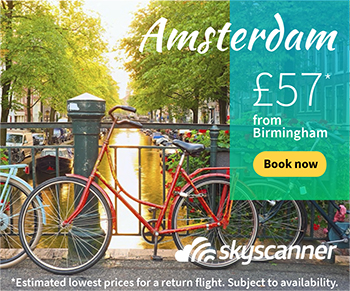 Amsterdam
£57*
from
Birmingham
Book now
skyscanner
*Estimated lowest prices for a return flight. Subject to availability.